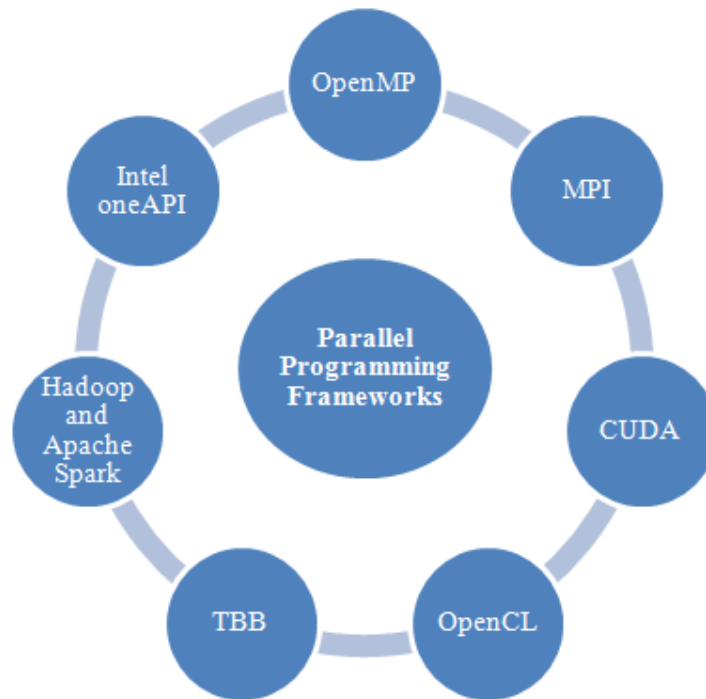 OpenMP
MPI
CUDA
OpenCL
TBB
Hadoop
and
Apache
Spark
Intel
oneAPI
Parallel
Programming
Frameworks